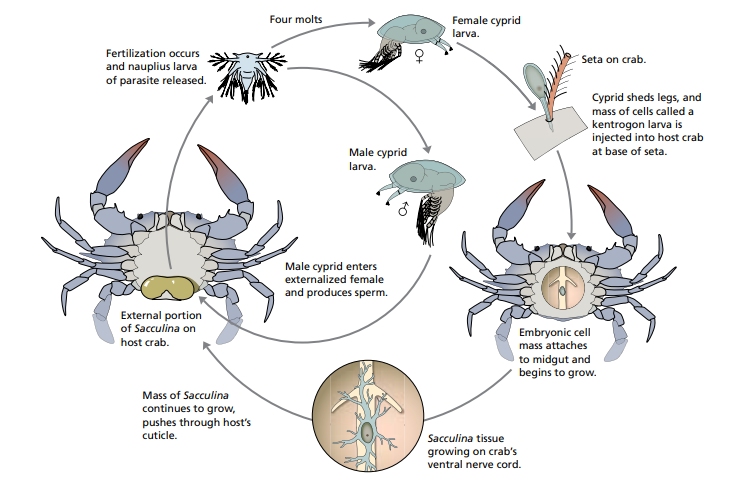 Four molts
Female cyprid
larva.
Fertilization occurs
and nauplius larva
of parasite released.
♀
Seta on crab.
Cyprid sheds legs, and
mass of cells called a
kentrogon larva is
injected into host crab
at base of seta.
Male cyprid
larva.
♂
Male cyprid enters
externalized female
and produces sperm.
External portion
of Sacculina on
host crab.
Embryonic cell
mass attaches
to midgut and
begins to grow.
Mass of Sacculina
continues to grow,
pushes through host's
cuticle.
Sacculina tissue
growing on crab's
ventral nerve cord.